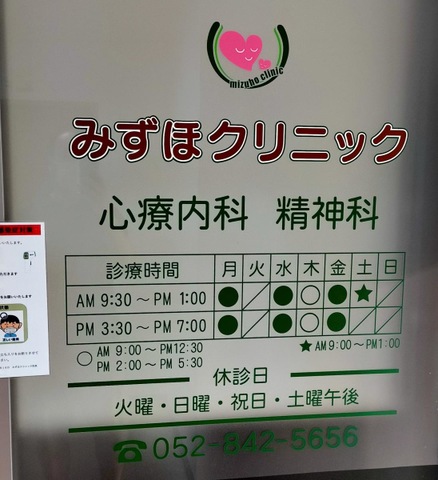 mizuho clinic
みずほクリニック
心療内科 精神科
診療時間 月 火 水 木 金 土 日
AM 9:30 ~ PM 1:00 ● ／ ● ○ ● ★ ／
PM 3:30 ~ PM 7:00 ● ／ ● ○ ● ／ ／
○ AM 9:00 ~ PM12:30 ★AM9:00~PM1:00
PM 2:00 ~ PM 5:30
休診日
火曜・日曜・祝日・土曜午後
☎052-842-5656